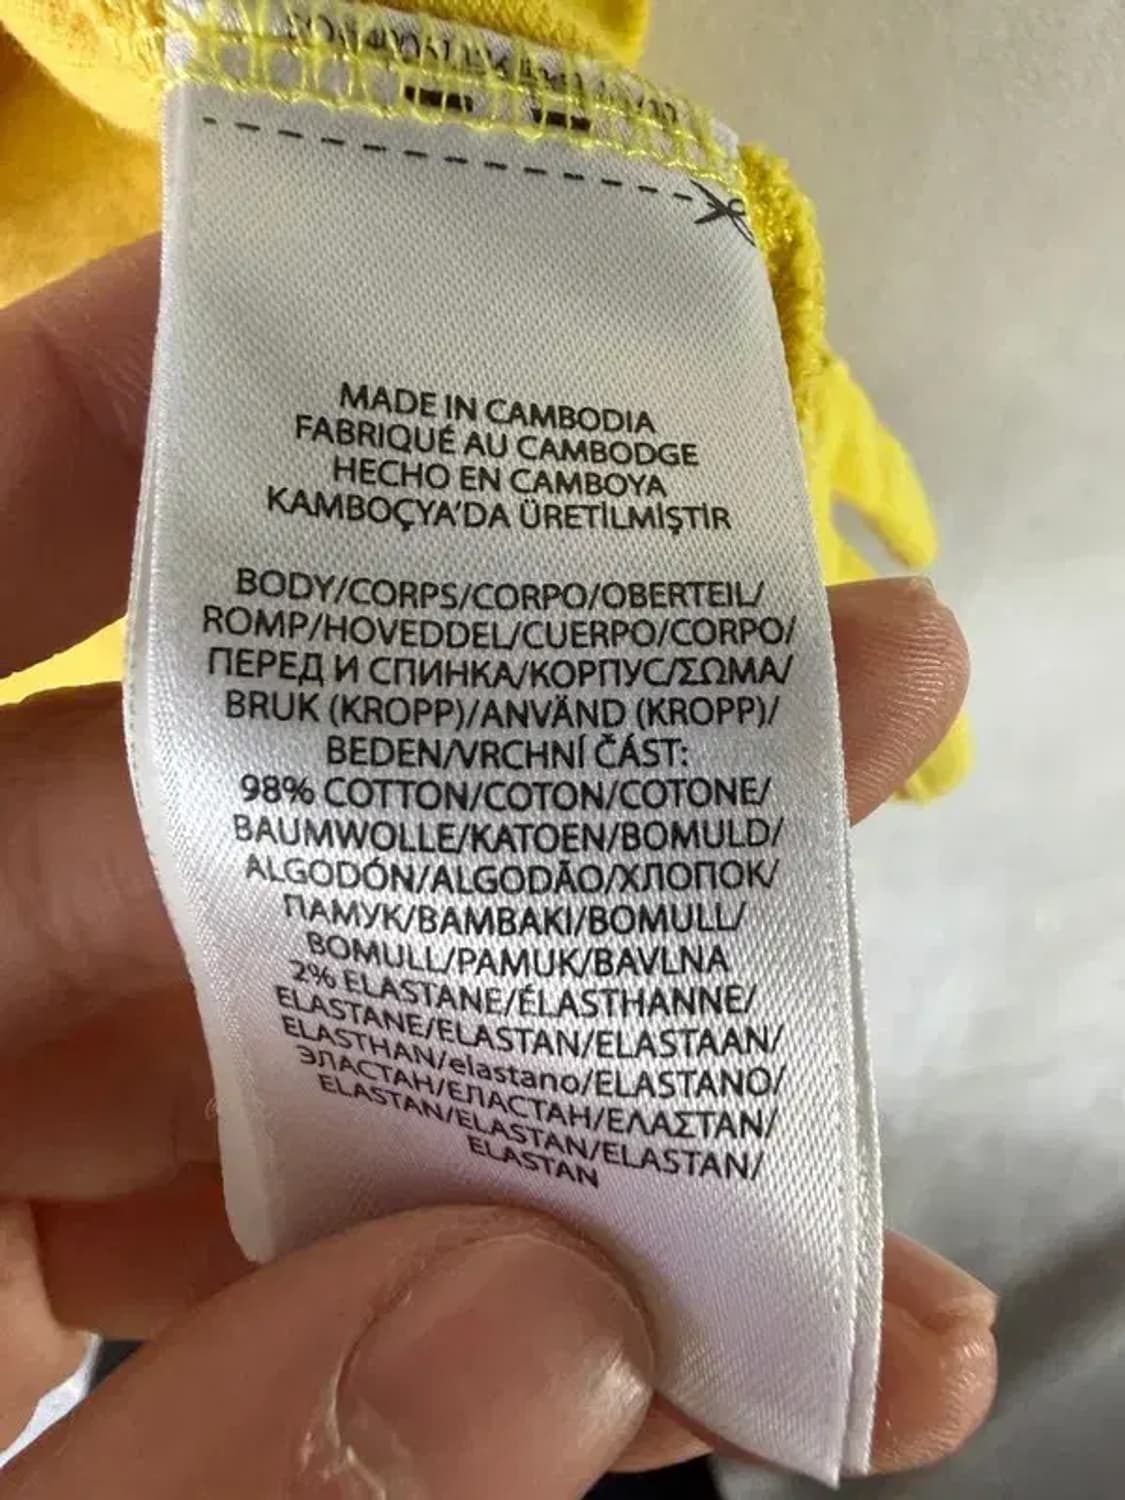 MADE IN CAMBODIA
FABRIQUÉ AU CAMBODGE
HECHO EN CAMBOYA
KAMBOÇYA'DA ÜRETİLMİŞTİR
BODY/CORPS/CORPO/OBERTEIL/
ROMP/HOVEDDEL/CUERPO/CORPO/
ПЕРЕД И СПИНКА/КОРПУС/ΣΩΜΑ/
BRUK (KROPP)/ANVÄND (KROPP)/
BEDEN/VRCHNÍ ČÁST:
98% COTTON/COTON/COTONE/
BAUMWOLLE/KATOEN/BOMULD/
ALGODÓN/ALGODÃO/ХЛОПОК/
ПАМУК/ΒΑΜΒΑΚΙ/BOMULL/
BOMULL/PAMUK/BAVLNA
2% ELASTANE/ÉLASTHANNE/
ELASTANE/ELASTAN/ELASTAAN/
ELASTHAN/elastano/ELASTANO/
ЭЛАСТАН/ЕЛАСТАН/ΕΛΑΣΤΑΝ/
ELASTAN/ELASTAN/ELASTAN/
ELASTAN